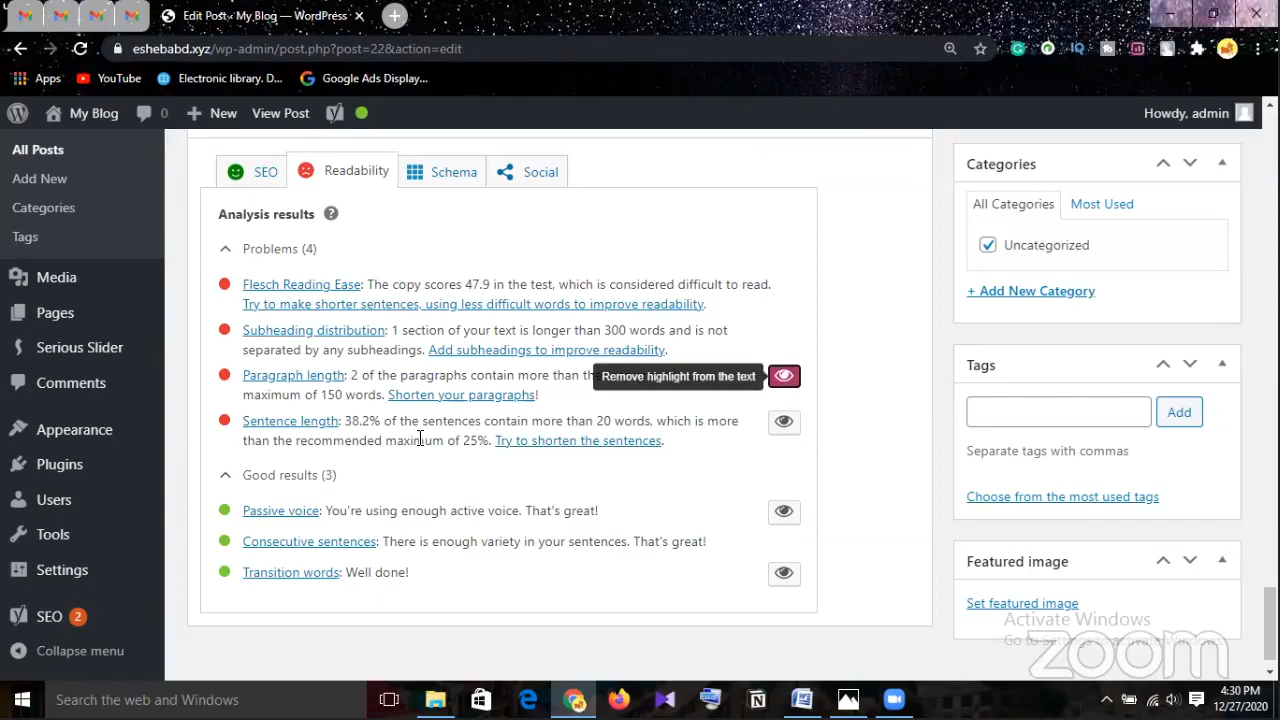 Edit Post ‹ My Blog — WordPress
eshebabd.xyz/wp-admin/post.php?post=22&action=edit
Apps YouTube Electronic library. D... Google Ads Display...
My Blog 0 New View Post Howdy, admin
All Posts
Add New
Categories
Tags
Media
Pages
Serious Slider
Comments
Appearance
Plugins
Users
Tools
Settings
SEO 2
Collapse menu
SEO Readability Schema Social
Analysis results
Problems (4)
Flesch Reading Ease: The copy scores 47.9 in the test, which is considered difficult to read.
Try to make shorter sentences, using less difficult words to improve readability.
Subheading distribution: 1 section of your text is longer than 300 words and is not
separated by any subheadings. Add subheadings to improve readability.
Paragraph length: 2 of the paragraphs contain more than
Remove highlight from the text
maximum of 150 words. Shorten your paragraphs!
Sentence length: 38.2% of the sentences contain more than 20 words, which is more
than the recommended maximum of 25%. Try to shorten the sentences.
Good results (3)
Passive voice: You're using enough active voice. That's great!
Consecutive sentences: There is enough variety in your sentences. That's great!
Transition words: Well done!
Categories
All Categories Most Used
Uncategorized
+ Add New Category
Tags
Add
Separate tags with commas
Choose from the most used tags
Featured image
Set featured image
Activate Windows
zoom
Search the web and Windows
4:30 PM
12/27/2020